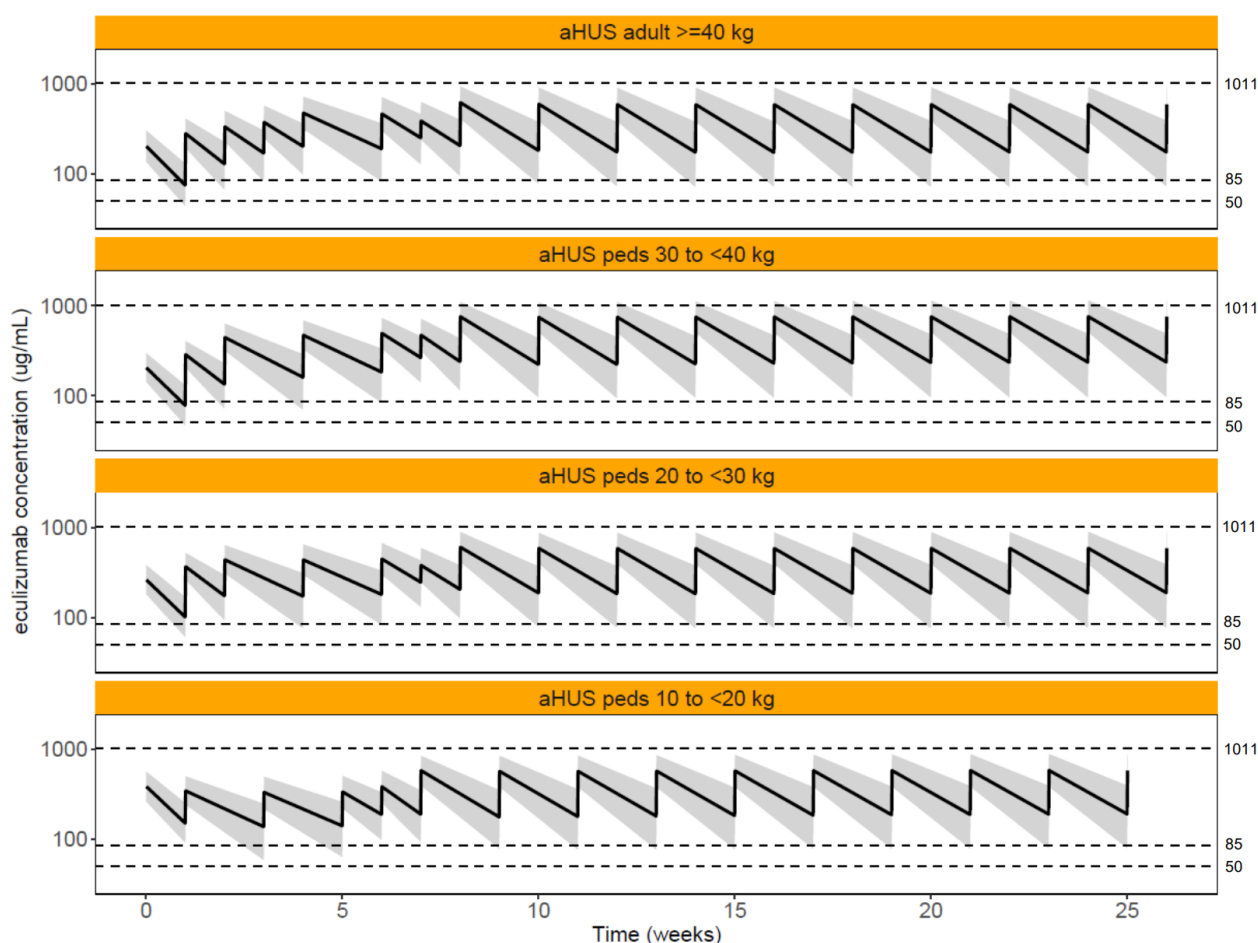 aHUS adult >=40 kg
1000
100
1011
85
50
aHUS peds 30 to <40 kg
1000
100
1011
85
50
eculizumab concentration (ug/mL)
aHUS peds 20 to <30 kg
1000
100
1011
85
50
aHUS peds 10 to <20 kg
1000
100
1011
85
50
0 5 10 15 20 25
Time (weeks)